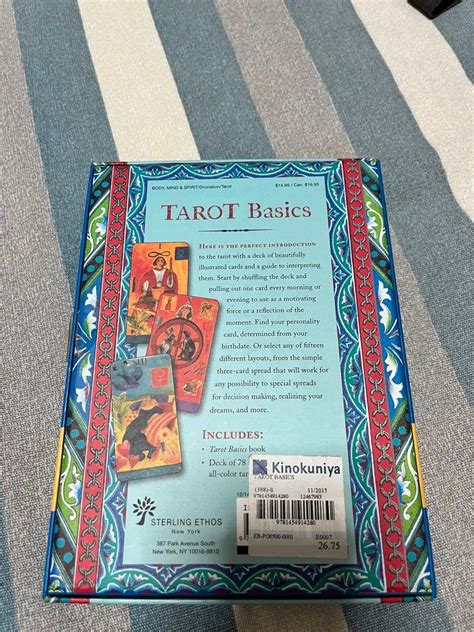 BODY, MIND & SPIRIT/Divination/Tarot
$14.95 / Can. $16.95
TAROT Basics
HERE IS THE PERFECT INTRODUCTION
to the tarot with a deck of beautifully
illustrated cards and a guide to interpreting
them. Start by shuffling the deck and
pulling out one card every morning or
evening to use as a motivating
force or a reflection of the
moment. Find your personality
card, determined from your
birthdate. Or select any of fifteen
different layouts, from the simple
three-card spread that will work for
any possibility to special spreads
for decision making, realizing your
dreams, and more.
INCLUDES:
• Tarot Basics book
• Deck of 78
all-color tar
STERLING ETHOS
New York
387 Park Avenue South
New York, NY 10016-8810
Kinokuniya
TAROT BASICS
(388)-S 11/2015
9781454914280 12467983
9781454914280
E0007
26.75